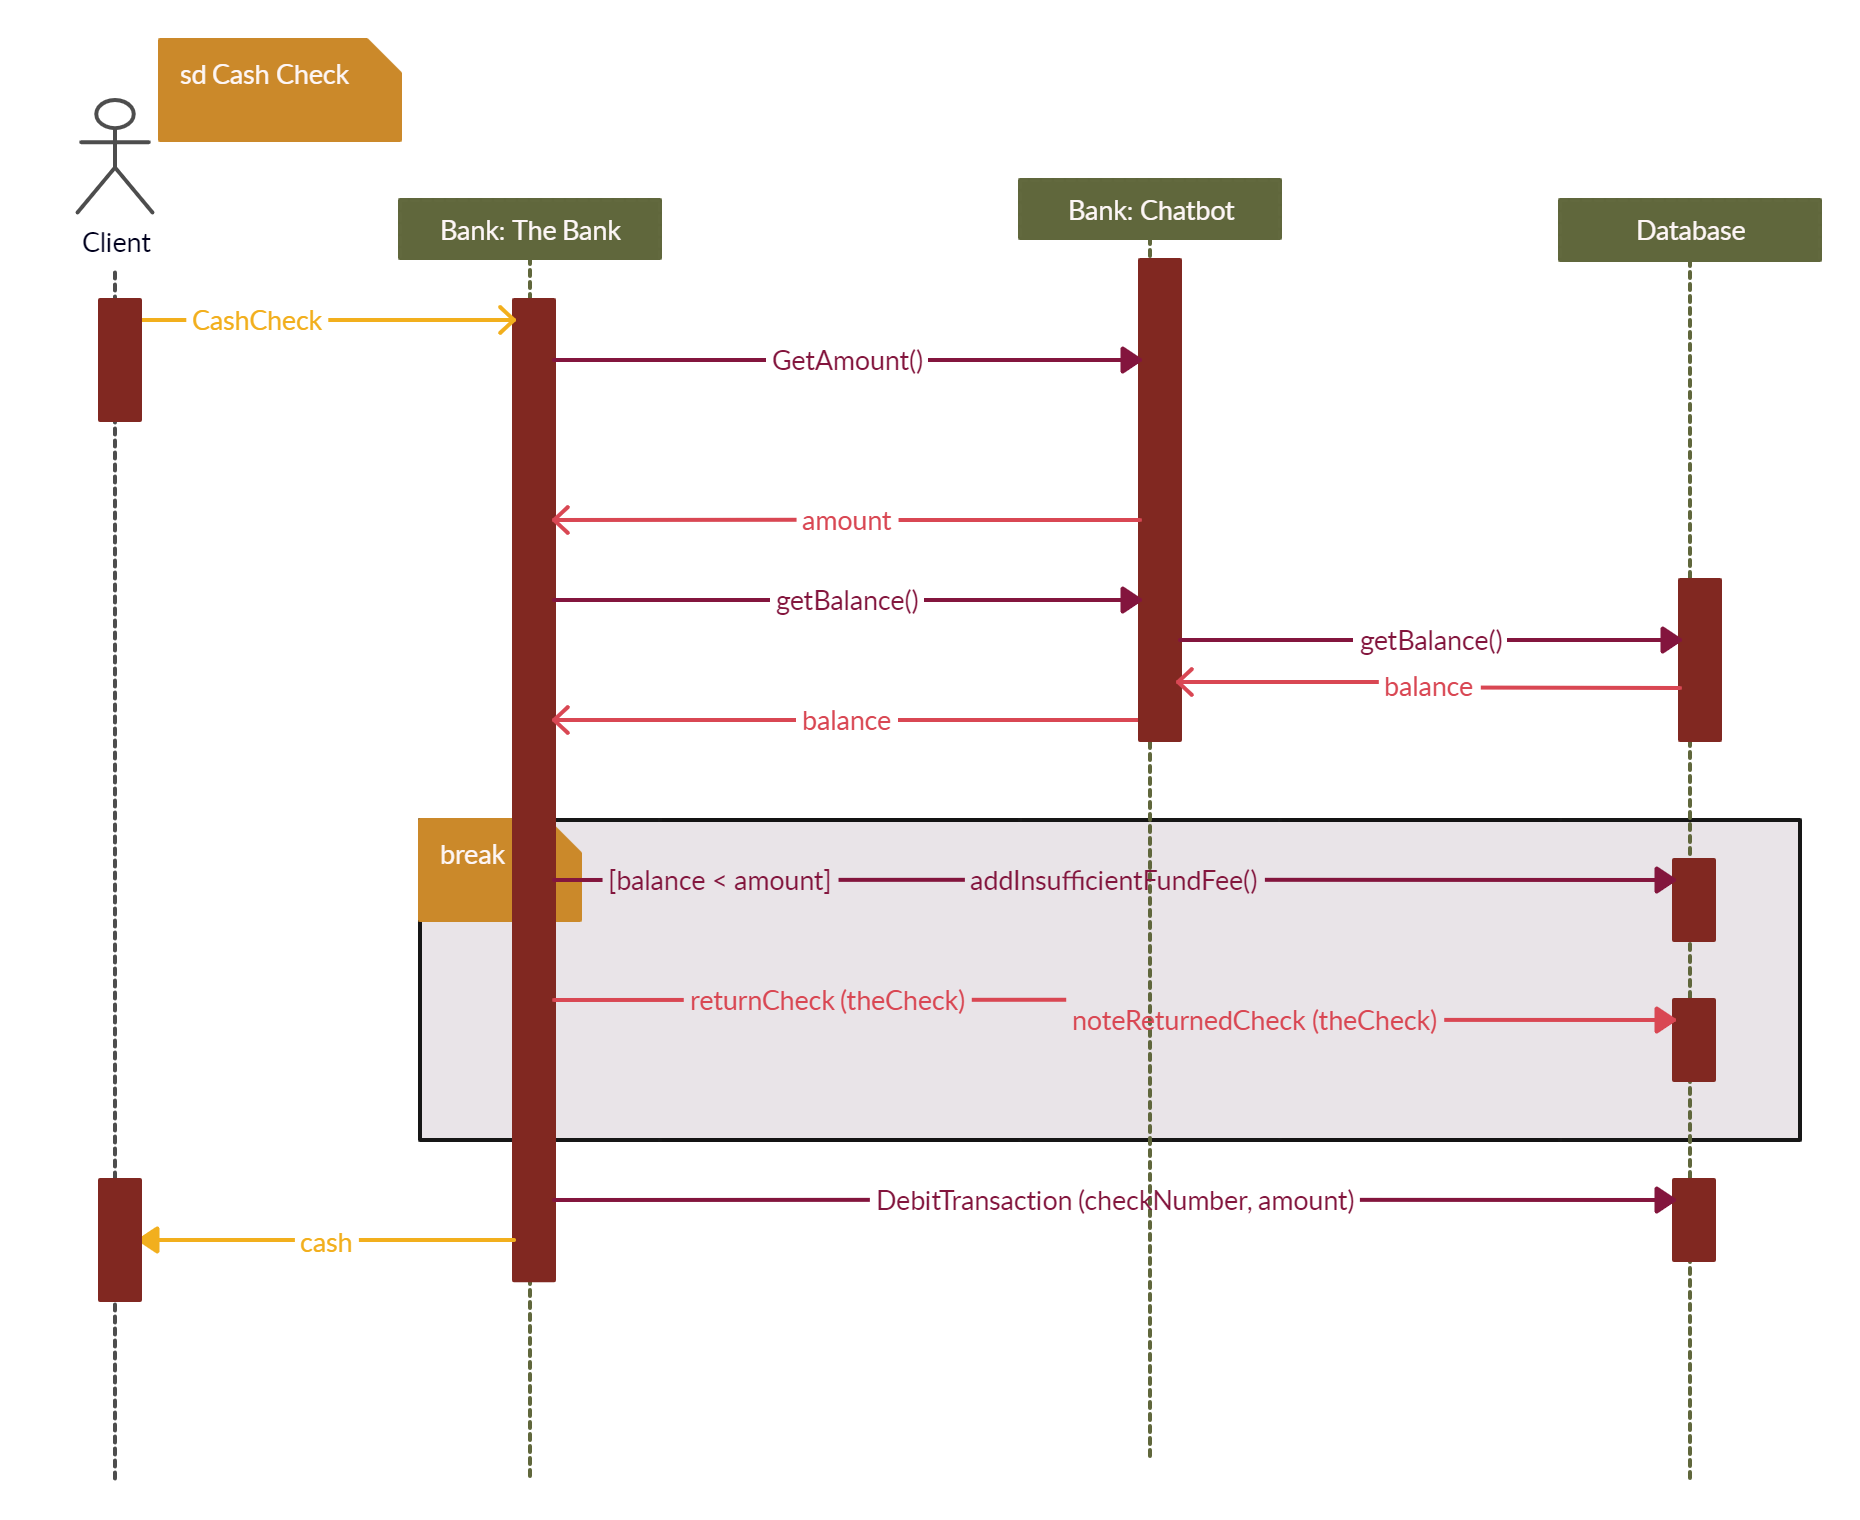 sd Cash Check
Client
Bank: The Bank
Bank: Chatbot
Database
CashCheck
GetAmount()
amount
getBalance()
getBalance()
balance
balance
break
[balance < amount]
addInsufficientFundFee()
returnCheck (theCheck)
noteReturnedCheck (theCheck)
DebitTransaction (checkNumber, amount)
cash